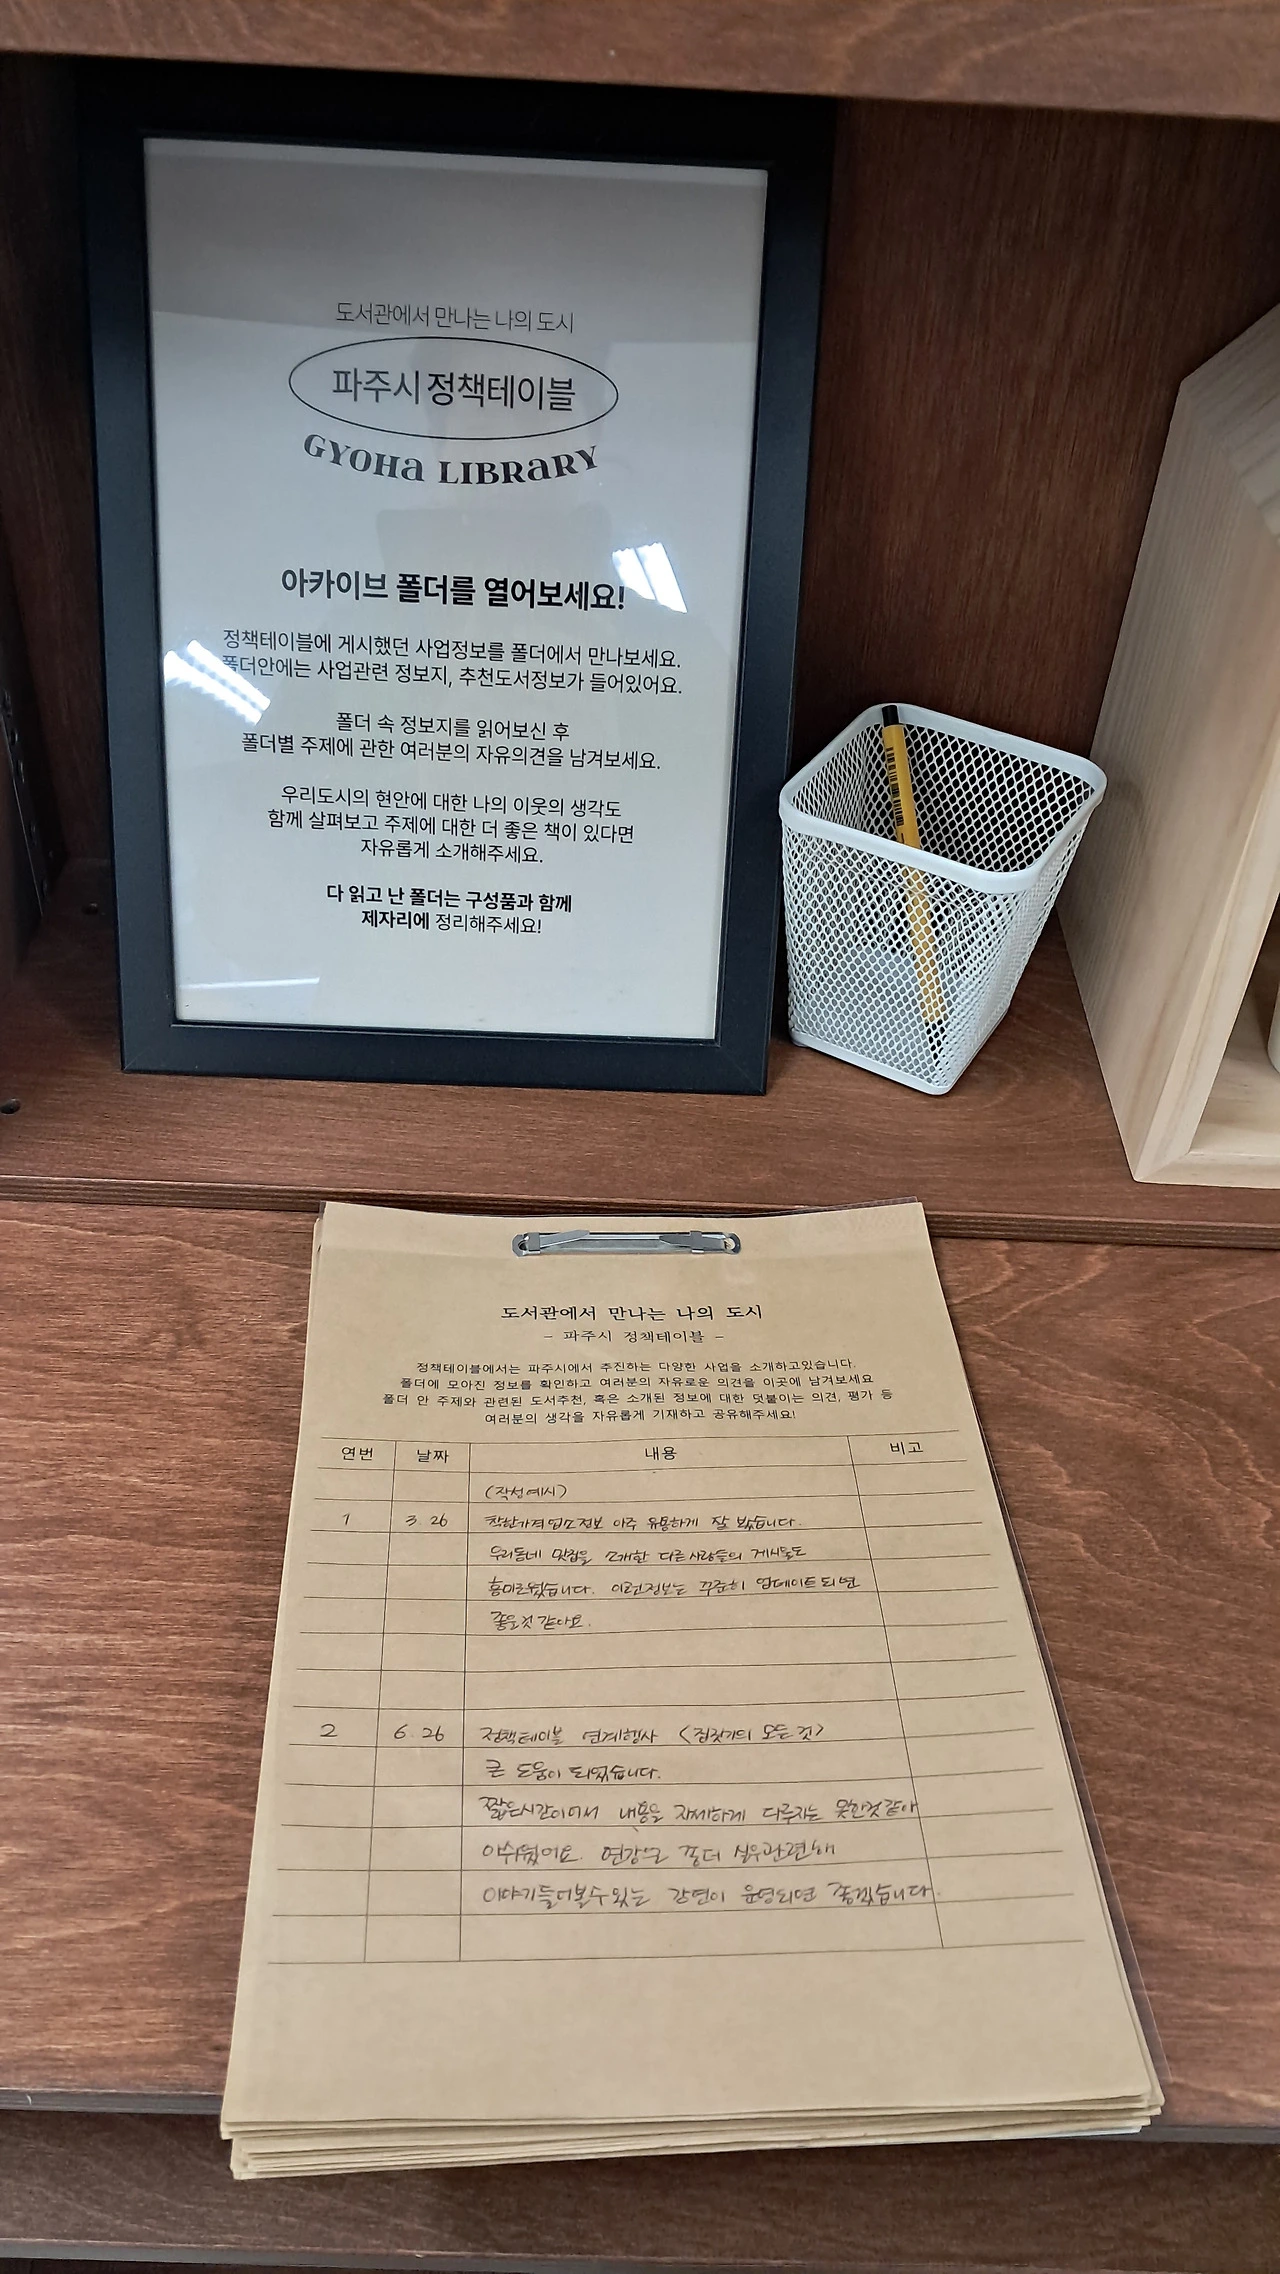 도서관에서 만나는 나의 도시
파주시 정책테이블
GYOHa LIBRaRY
아카이브 폴더를 열어보세요!
정책테이블에 게시했던 사업정보를 폴더에서 만나보세요.
폴더안에는 사업관련 정보지, 추천도서정보가 들어있어요.
폴더 속 정보지를 읽어보신 후
폴더별 주제에 관한 여러분의 자유의견을 남겨보세요.
우리도시의 현안에 대한 나의 이웃의 생각도
함께 살펴보고 주제에 대한 더 좋은 책이 있다면
자유롭게 소개해주세요.
다 읽고 난 폴더는 구성품과 함께
제자리에 정리해주세요!
도서관에서 만나는 나의 도시
- 파주시 정책테이블 -
정책테이블에서는 파주시에서 추진하는 다양한 사업을 소개하고있습니다.
폴더에 모아진 정보를 확인하고 여러분의 자유로운 의견을 이곳에 남겨보세요
폴더 안 주제와 관련된 도서추천, 혹은 소개된 정보에 대한 덧붙이는 의견, 평가 등
여러분의 생각을 자유롭게 기재하고 공유해주세요!
연번 날짜 내용 비고
(작성예시)
1 3. 26 착한가격업소정보 아주 유용하게 잘 봤습니다.
우리동네 맛집을 소개한 다른사람들의 게시물도
흥미로웠습니다. 이런정보는 꾸준히 업데이트되면
좋을것 같아요.
2 6. 26 정책테이블 연계행사 <집짓기의 모든것>
큰 도움이 되었습니다.
짧은시간이어서 내용을 자세하게 다루지는 못한것같아
아쉬웠어요. 연강으로 좀더 실무관련해
이야기들어볼수있는 강연이 운영되면 좋겠습니다.